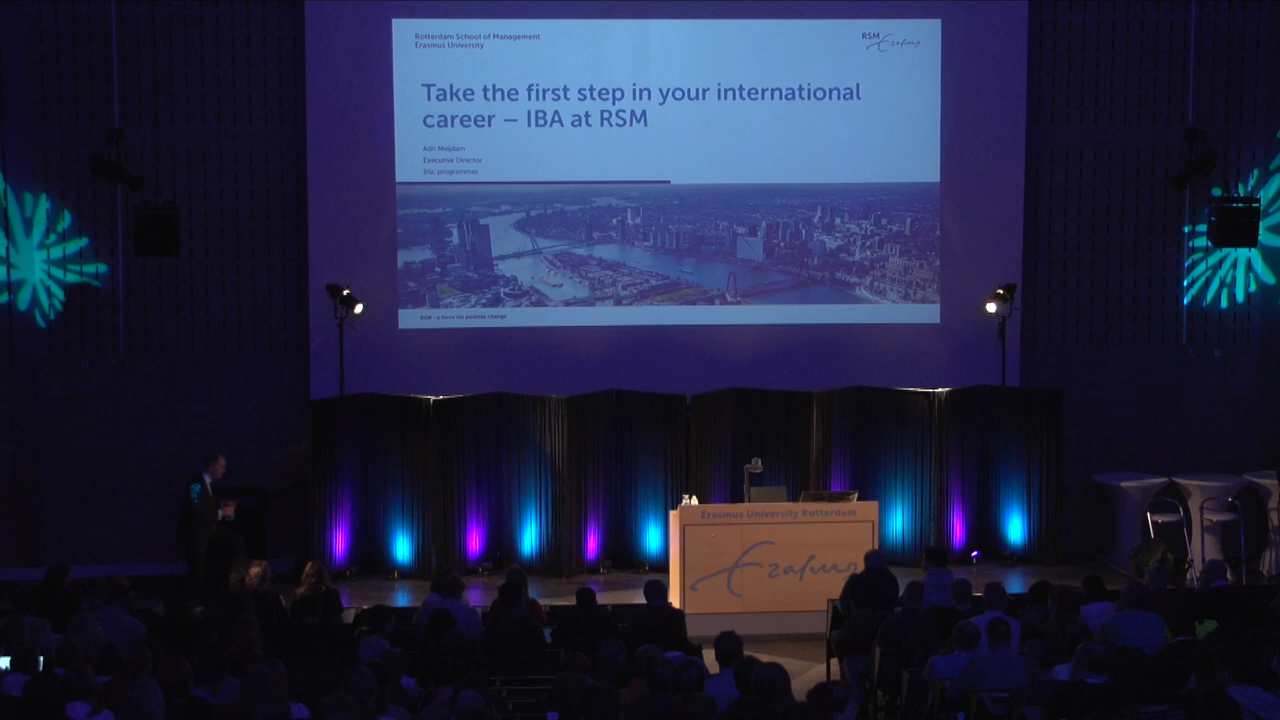 Rotterdam School of Management
Erasmus University
RSM
Erasmus
Take the first step in your international
career – IBA at RSM
Adri Meijdam
Executive Director
BSc programmes
RSM - a force for positive change
Erasmus University Rotterdam
Erasmus